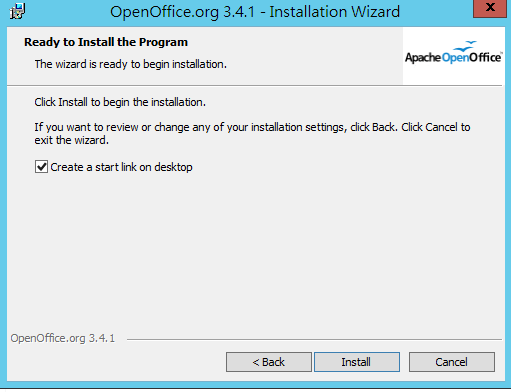 OpenOffice.org 3.4.1 - Installation Wizard
x
Ready to Install the Program
The wizard is ready to begin installation.
Apache OpenOffice™
Click Install to begin the installation.
If you want to review or change any of your installation settings, click Back. Click Cancel to
exit the wizard.
Create a start link on desktop
OpenOffice.org 3.4.1
< Back
Install
Cancel